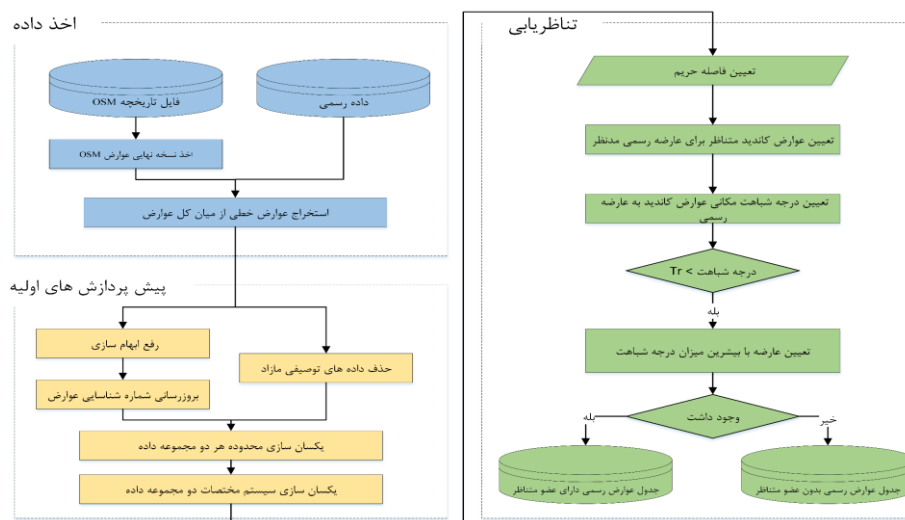 اخذ داده
فایل تاریخچه OSM
داده رسمی
اخذ نسخه نهایی عوارض OSM
استخراج عوارض خطی از میان کل عوارض
پیش پردازش های اولیه
رفع ابهام سازی
حذف داده های توصیفی مازاد
بروزرسانی شماره شناسایی عوارض
یکسان سازی محدوده هر دو مجموعه داده
یکسان سازی سیستم مختصات دو مجموعه داده
تناظریابی
تعیین فاصله حریم
تعیین عوارض کاندید متناظر برای عارضه رسمی مدنظر
تعیین درجه شباهت مکانی عوارض کاندید به عارضه
رسمی
درجه شباهت > Tr
بله
تعیین عارضه با بیشرین میزان درجه شباهت
وجود داشت
بله
خیر
جدول عوارض رسمی دارای عضو متناظر
جدول عوارض رسمی بدون عضو متناظر